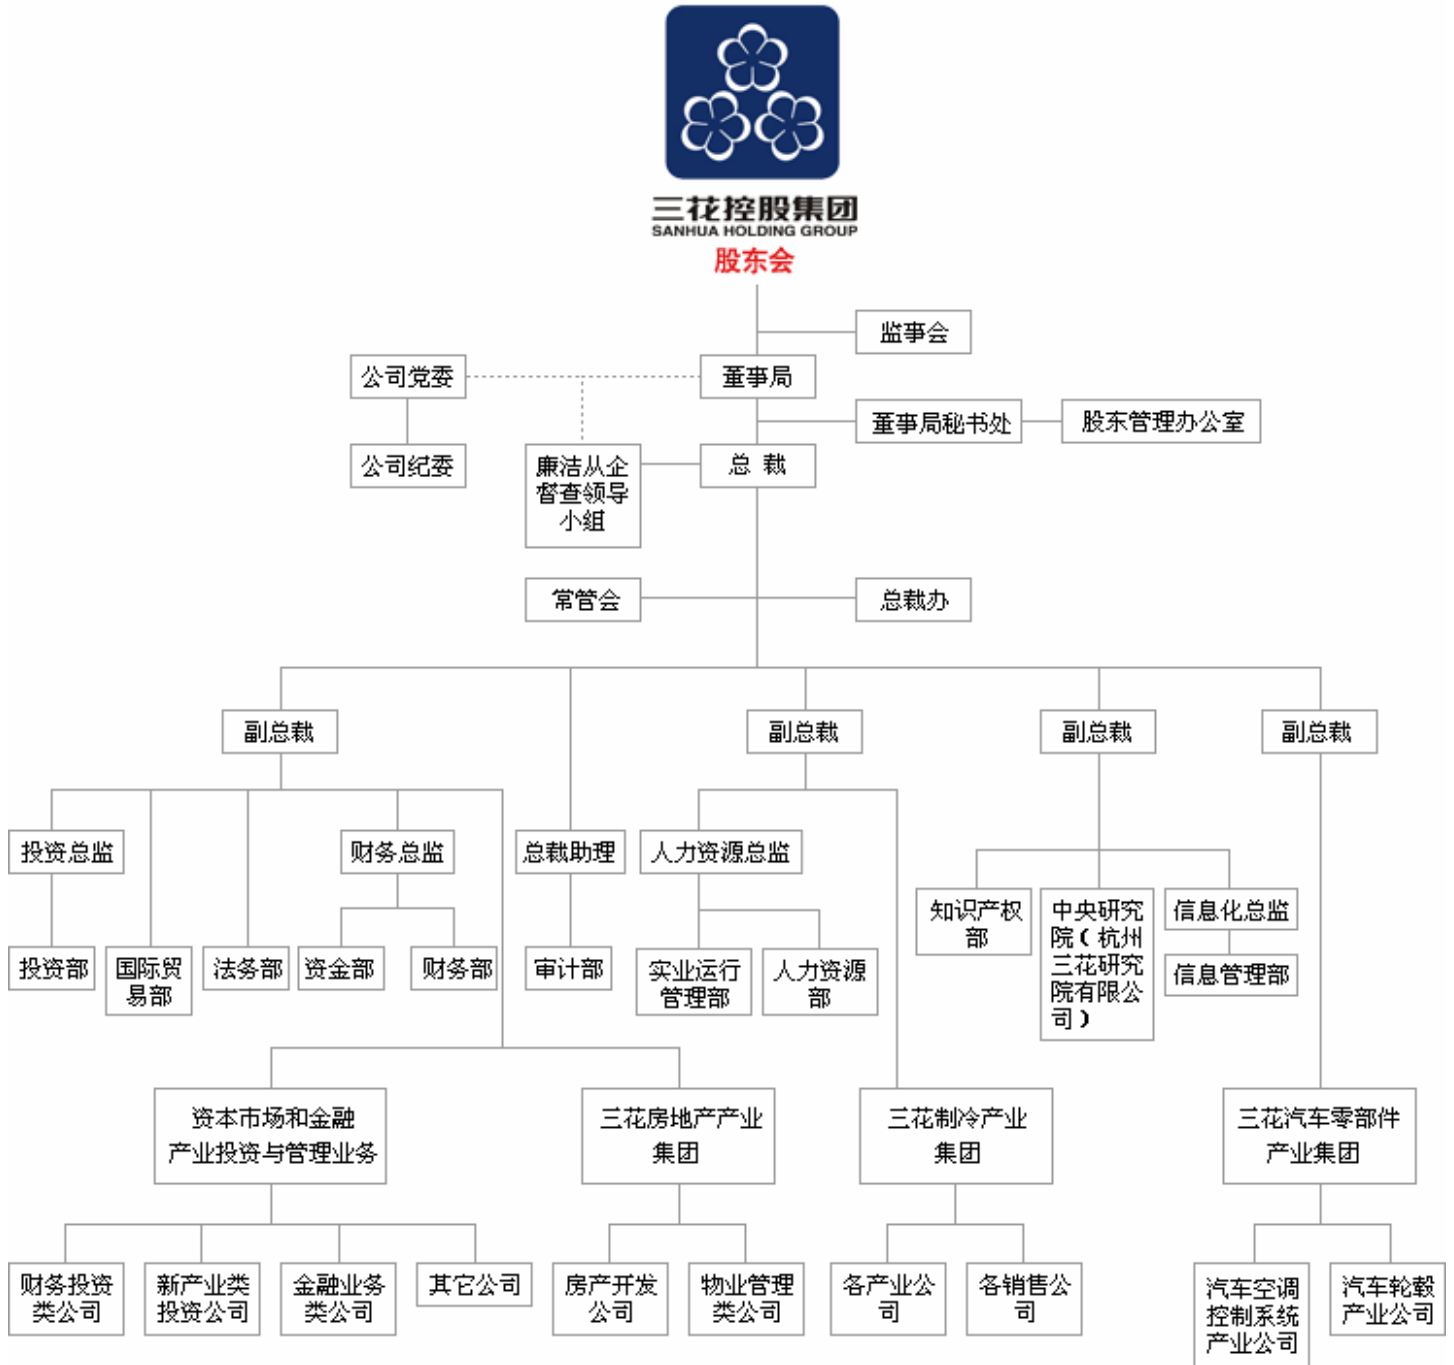 三花控股集团
SANHUA HOLDING GROUP
股东会
监事会
公司党委
董事局
董事局秘书处
股东管理办公室
公司纪委
廉洁从企
督查领导
小组
总 裁
常管会
总裁办
副总裁
副总裁
副总裁
副总裁
投资总监
财务总监
总裁助理
人力资源总监
知识产权
部
中央研究
院(杭州
三花研究
院有限公
司)
信息化总监
投资部
国际贸
易部
法务部
资金部
财务部
审计部
实业运行
管理部
人力资源
部
信息管理部
资本市场和金融
产业投资与管理业务
三花房地产产业
集团
三花制冷产业
集团
三花汽车零部件
产业集团
财务投资
类公司
新产业类
投资公司
金融业务
类公司
其它公司
房产开发
公司
物业管理
类公司
各产业公
司
各销售公
司
汽车空调
控制系统
产业公司
汽车轮毂
产业公司